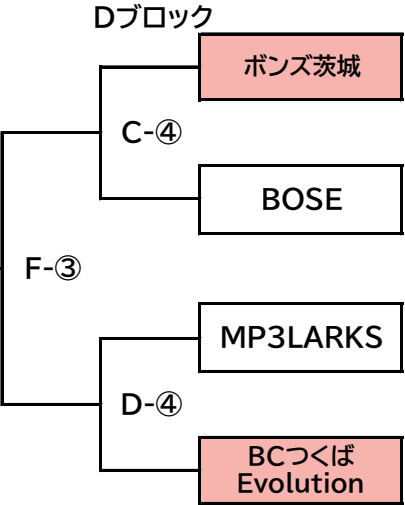 Dブロック
ボンズ茨城
C-④
BOSE
F-③
MP3LARKS
D-④
BCつくば
Evolution